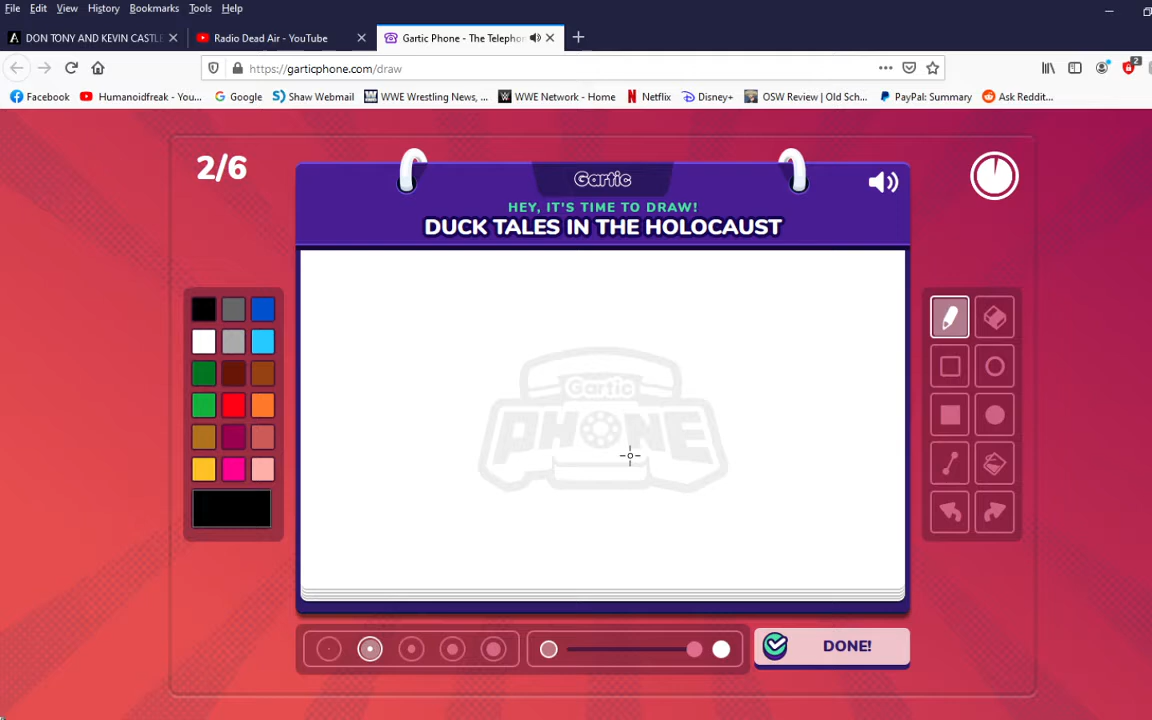 File Edit View History Bookmarks Tools Help
DON TONY AND KEVIN CASTLE
Radio Dead Air - YouTube
Gartic Phone - The Telephon
https://garticphone.com/draw
2
Facebook
Humanoidfreak - You...
Google
Shaw Webmail
WWE Wrestling News, ...
WWE Network - Home
Netflix
Disney+
OSW Review | Old Sch...
PayPal: Summary
Ask Reddit...
2/6
Gartic
HEY, IT'S TIME TO DRAW!
DUCK TALES IN THE HOLOCAUST
Gartic
PHONE
DONE!